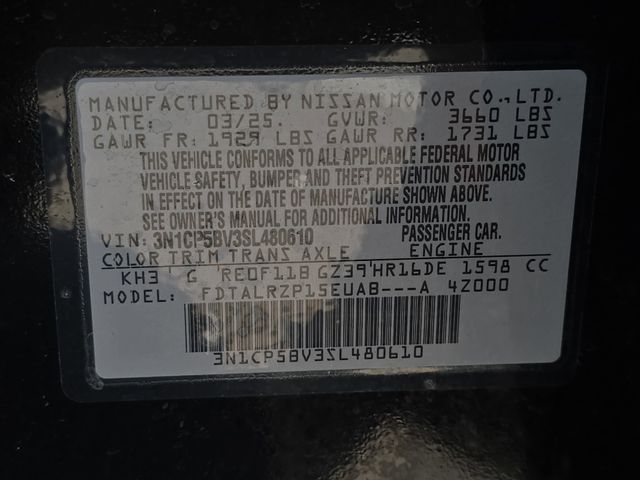 MANUFACTURED BY NISSAN MOTOR CO.,LTD.
DATE: 03/25. GVWR: 3660 LBS
GAWR FR: 1929 LBS GAWR RR: 1731 LBS
THIS VEHICLE CONFORMS TO ALL APPLICABLE FEDERAL MOTOR
VEHICLE SAFETY, BUMPER AND THEFT PREVENTION STANDARDS
IN EFFECT ON THE DATE OF MANUFACTURE SHOWN ABOVE.
SEE OWNER'S MANUAL FOR ADDITIONAL INFORMATION.
VIN: 3N1CP5BV3SL480610 PASSENGER CAR.
COLOR TRIM TRANS AXLE ENGINE
KH3 G RE0F11B GZ39 HR16DE 1598 CC
MODEL: FDTALRZP15EUAB---A 4Z000
3N1CP5BV3SL480610